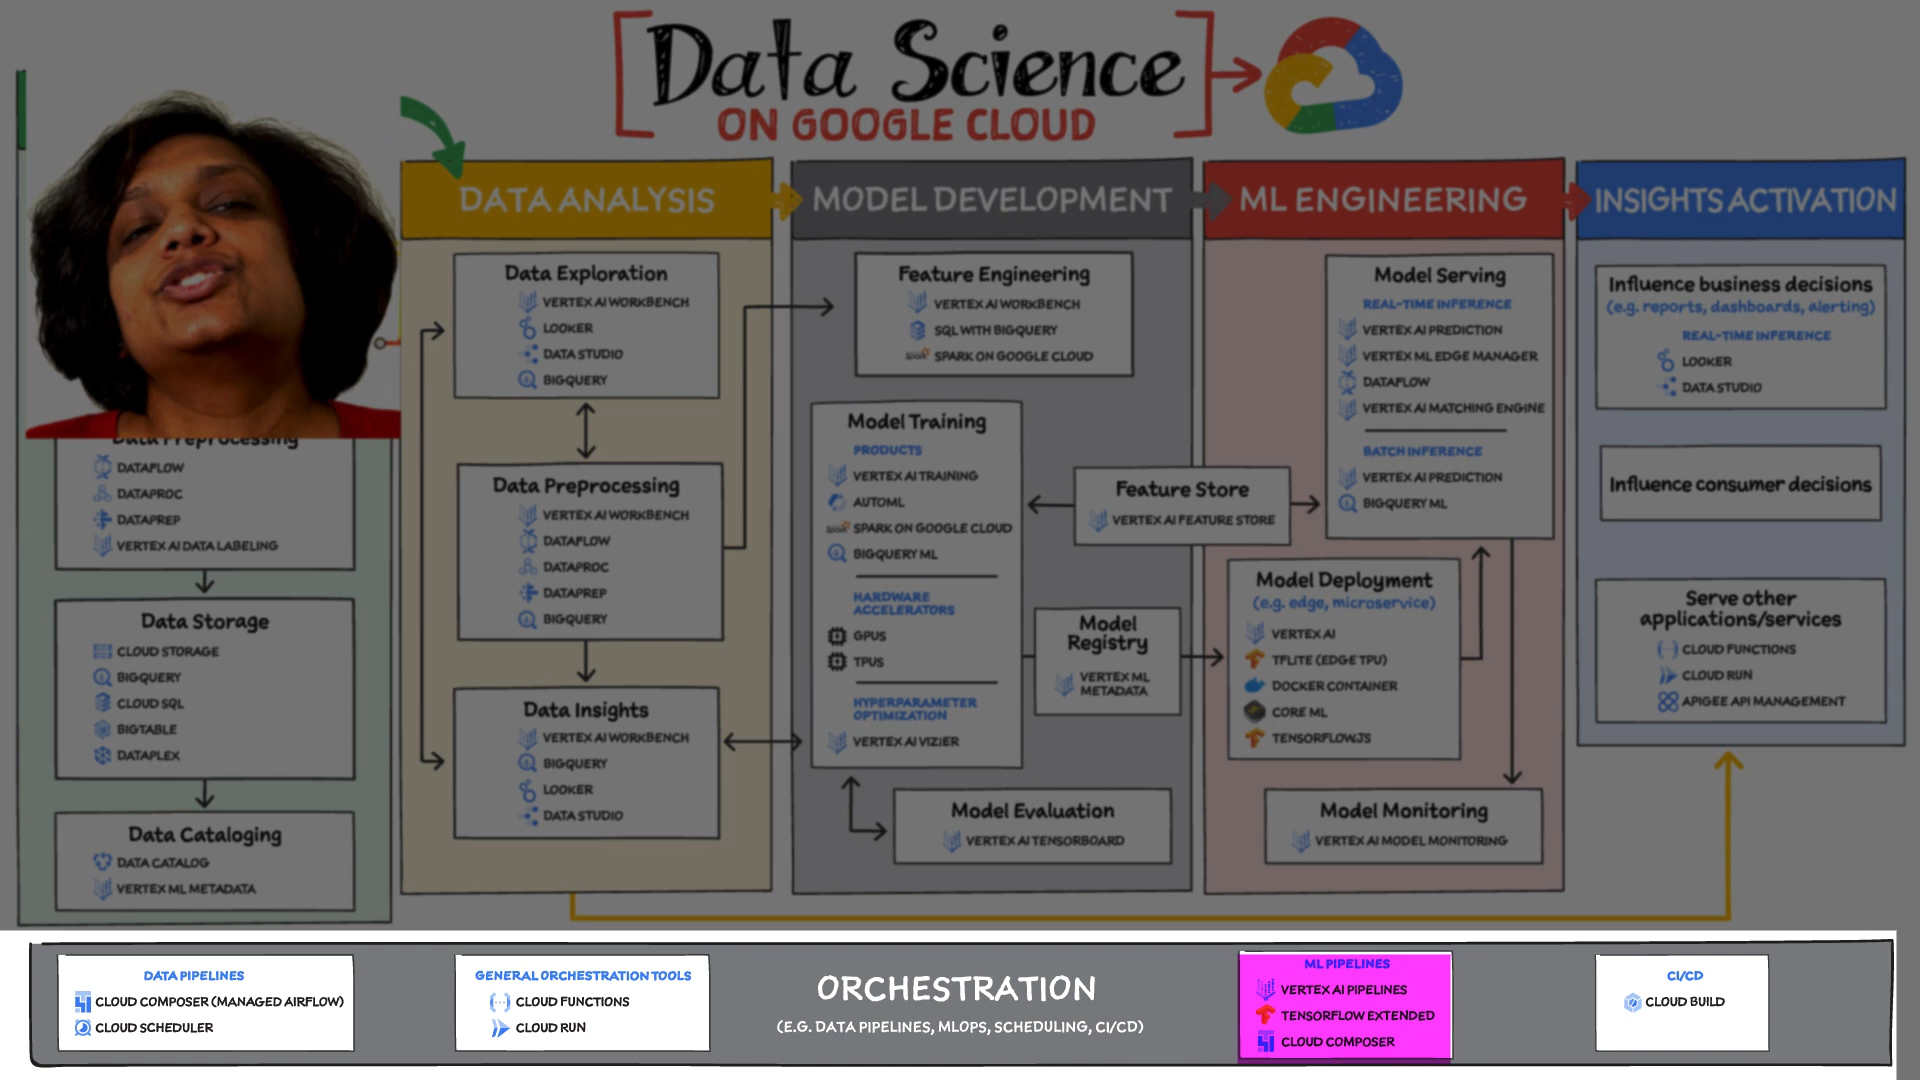 Data Science
ON GOOGLE CLOUD
DATA ANALYSIS
MODEL DEVELOPMENT
ML ENGINEERING
INSIGHTS ACTIVATION
Data Preprocessing
DATAFLOW
DATAPROC
DATAPREP
VERTEX AI DATA LABELING
Data Storage
CLOUD STORAGE
BIGQUERY
CLOUD SQL
BIGTABLE
DATAPLEX
Data Cataloging
DATA CATALOG
VERTEX ML METADATA
Data Exploration
VERTEX AI WORKBENCH
LOOKER
DATA STUDIO
BIGQUERY
Data Preprocessing
VERTEX AI WORKBENCH
DATAFLOW
DATAPROC
DATAPREP
BIGQUERY
Data Insights
VERTEX AI WORKBENCH
BIGQUERY
LOOKER
DATA STUDIO
Feature Engineering
VERTEX AI WORKBENCH
SQL WITH BIGQUERY
Spark SPARK ON GOOGLE CLOUD
Model Training
PRODUCTS
VERTEX AI TRAINING
AUTOML
Spark SPARK ON GOOGLE CLOUD
BIGQUERY ML
HARDWARE
ACCELERATORS
GPUS
TPUS
HYPERPARAMETER
OPTIMIZATION
VERTEX AI VIZIER
Feature Store
VERTEX AI FEATURE STORE
Model
Registry
VERTEX ML
METADATA
Model Evaluation
VERTEX AI TENSORBOARD
Model Serving
REAL-TIME INFERENCE
VERTEX AI PREDICTION
VERTEX ML EDGE MANAGER
DATAFLOW
VERTEX AI MATCHING ENGINE
BATCH INFERENCE
VERTEX AI PREDICTION
BIGQUERY ML
Model Deployment
(e.g. edge, microservice)
VERTEX AI
TFLITE (EDGE TPU)
DOCKER CONTAINER
CORE ML
TENSORFLOW.JS
Model Monitoring
VERTEX AI MODEL MONITORING
Influence business decisions
(e.g. reports, dashboards, alerting)
REAL-TIME INFERENCE
LOOKER
DATA STUDIO
Influence consumer decisions
Serve other
applications/services
CLOUD FUNCTIONS
CLOUD RUN
APIGEE API MANAGEMENT
DATA PIPELINES
CLOUD COMPOSER (MANAGED AIRFLOW)
CLOUD SCHEDULER
GENERAL ORCHESTRATION TOOLS
CLOUD FUNCTIONS
CLOUD RUN
ORCHESTRATION
(E.G. DATA PIPELINES, MLOPS, SCHEDULING, CI/CD)
ML PIPELINES
VERTEX AI PIPELINES
TENSORFLOW EXTENDED
CLOUD COMPOSER
CI/CD
CLOUD BUILD